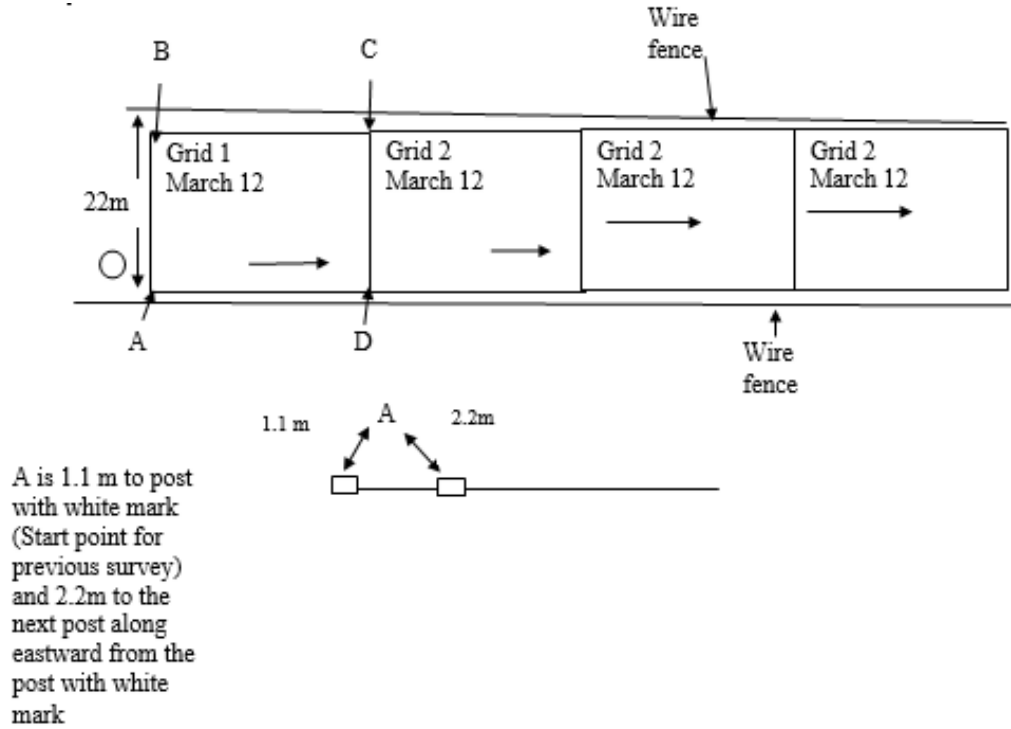 Wire
fence
B
C
Grid 1
March 12
Grid 2
March 12
Grid 2
March 12
Grid 2
March 12
22m
A
D
Wire
fence
1.1 m
A
2.2m
A is 1.1 m to post
with white mark
(Start point for
previous survey)
and 2.2m to the
next post along
eastward from the
post with white
mark